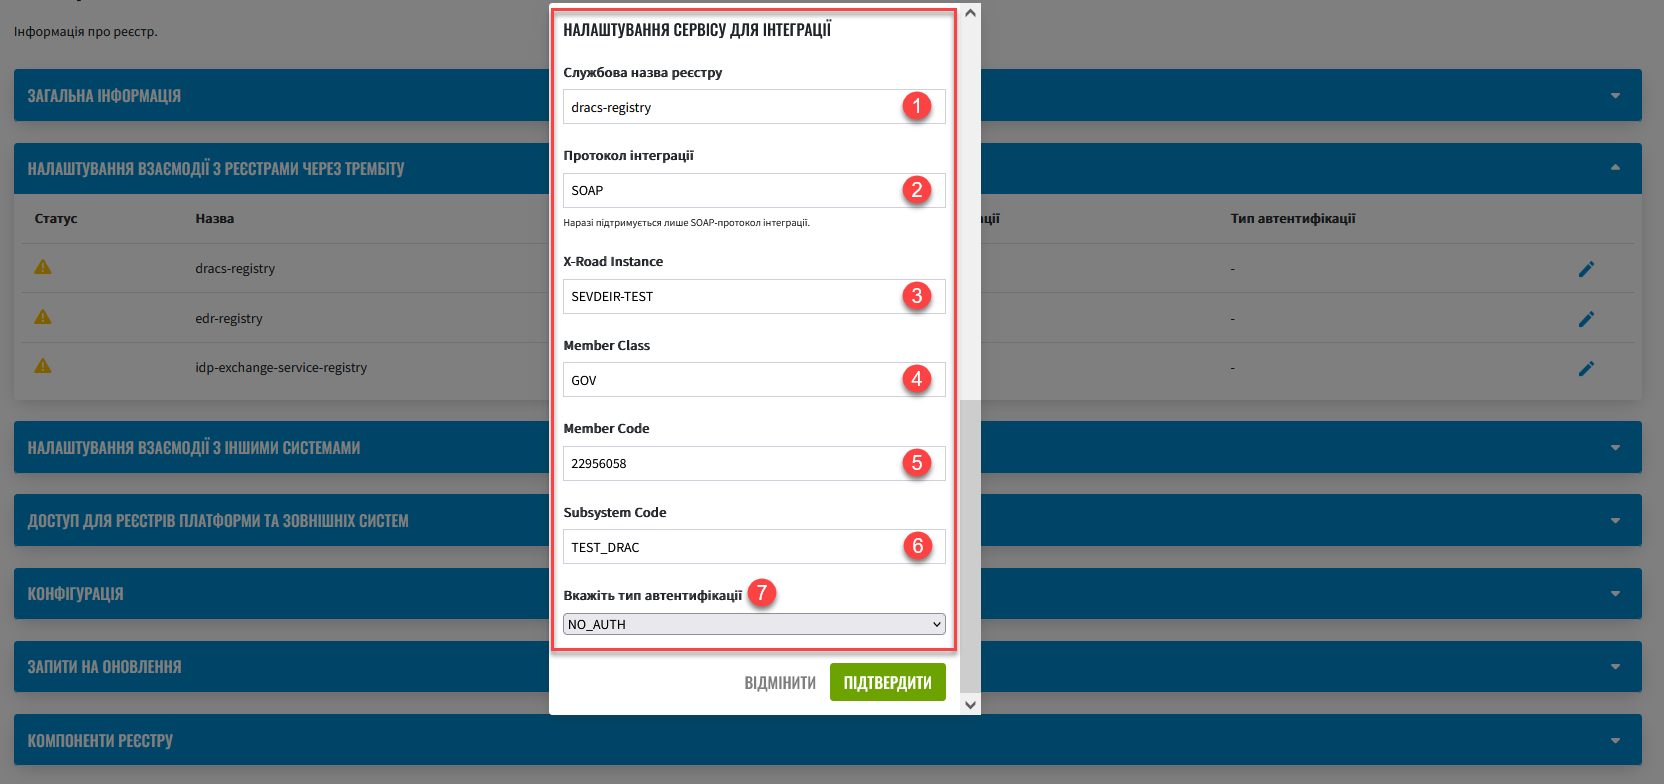 Інформація про реєстр.
ЗАГАЛЬНА ІНФОРМАЦІЯ
НАЛАШТУВАННЯ ВЗАЄМОДІЇ З РЕЄСТРАМИ ЧЕРЕЗ ТРЕМБІТУ
Статус Назва Тип автентифікації
dracs-registry -
edr-registry -
idp-exchange-service-registry -
НАЛАШТУВАННЯ ВЗАЄМОДІЇ З ІНШИМИ СИСТЕМАМИ
ДОСТУП ДЛЯ РЕЄСТРІВ ПЛАТФОРМИ ТА ЗОВНІШНІХ СИСТЕМ
КОНФІГУРАЦІЯ
ЗАПИТИ НА ОНОВЛЕННЯ
КОМПОНЕНТИ РЕЄСТРУ
НАЛАШТУВАННЯ СЕРВІСУ ДЛЯ ІНТЕГРАЦІЇ
Службова назва реєстру
dracs-registry 1
Протокол інтеграції
SOAP 2
Наразі підтримується лише SOAP-протокол інтеграції.
X-Road Instance
SEVDEIR-TEST 3
Member Class
GOV 4
Member Code
22956058 5
Subsystem Code
TEST_DRAC 6
Вкажіть тип автентифікації 7
NO_AUTH
ВІДМІНИТИ ПІДТВЕРДИТИ